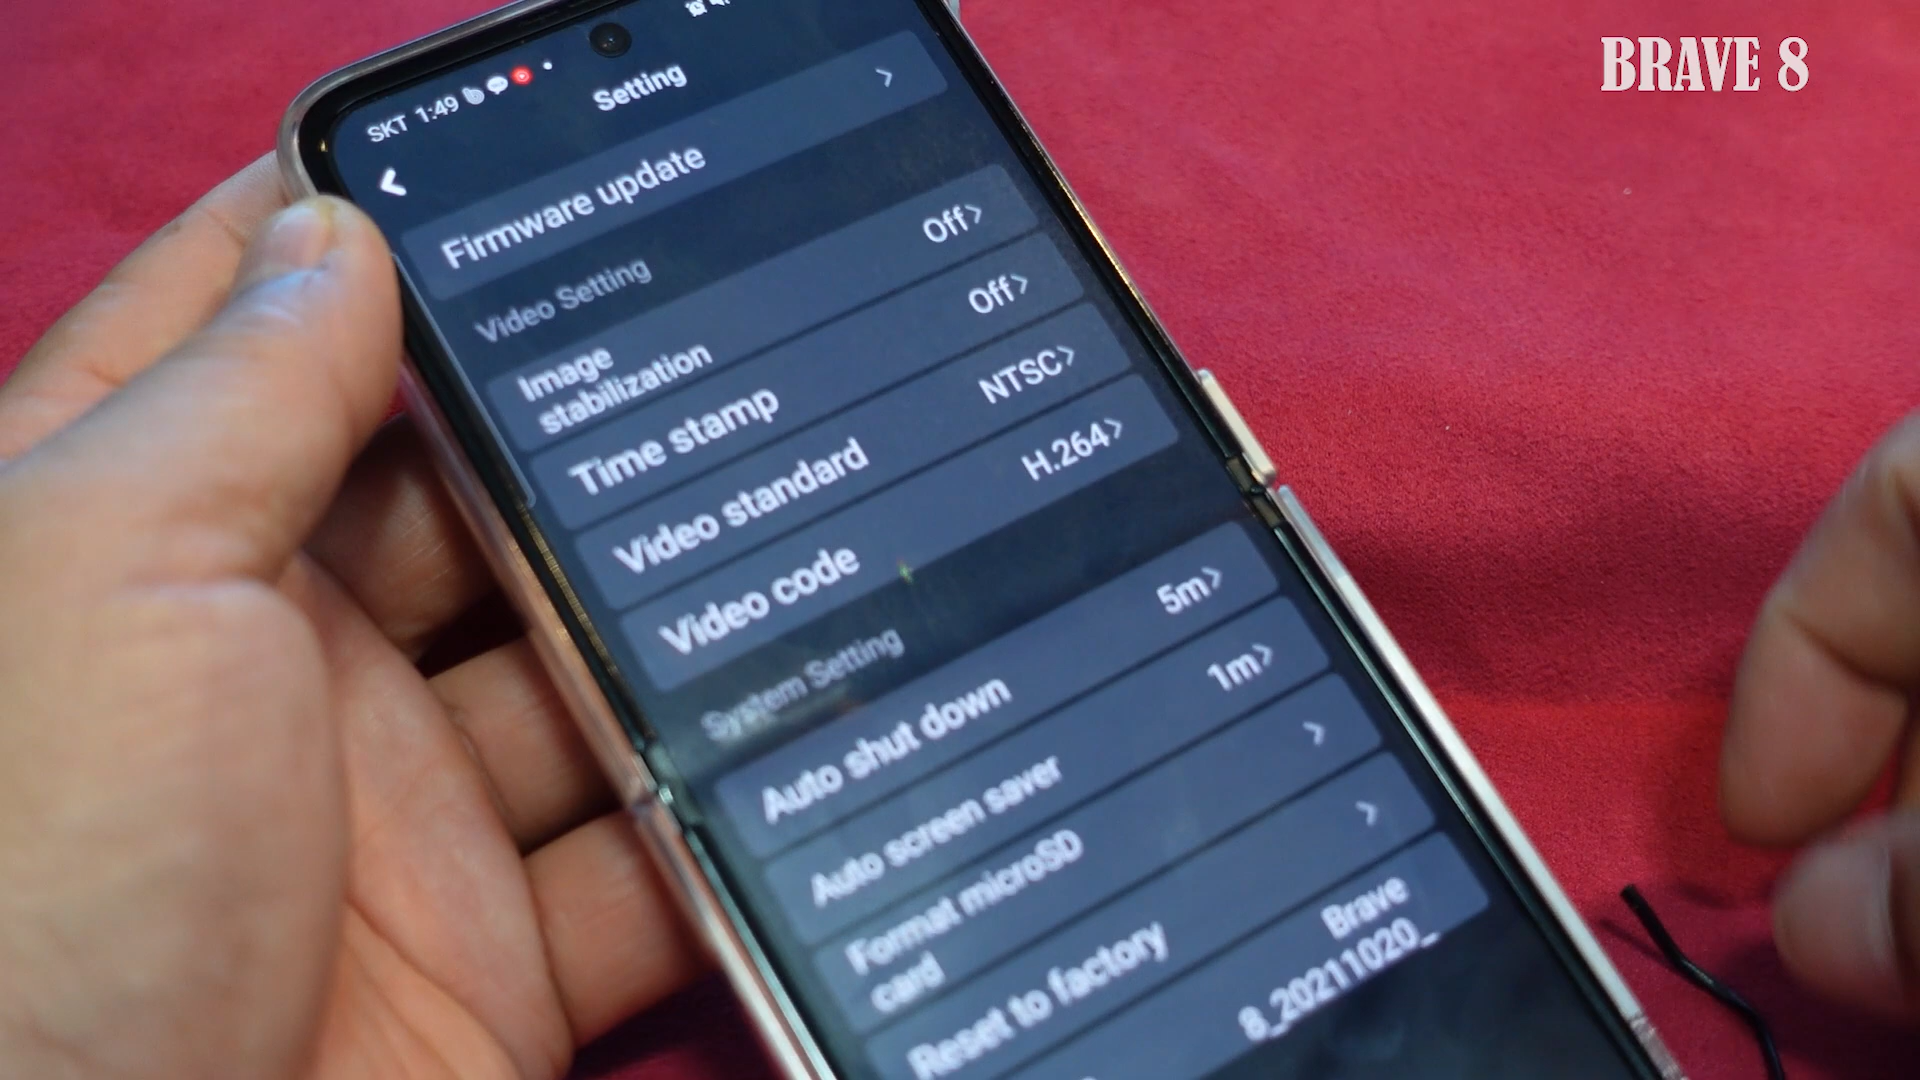 BRAVE 8
SKT 1:49
Setting
Firmware update
Video Setting
Image
stabilization
Off
Time stamp
Off
Video standard
NTSC
Video code
H.264
System Setting
Auto shut down
5m
Auto screen saver
1m
Format microSD
card
Reset to factory
Brave
8_20211020_